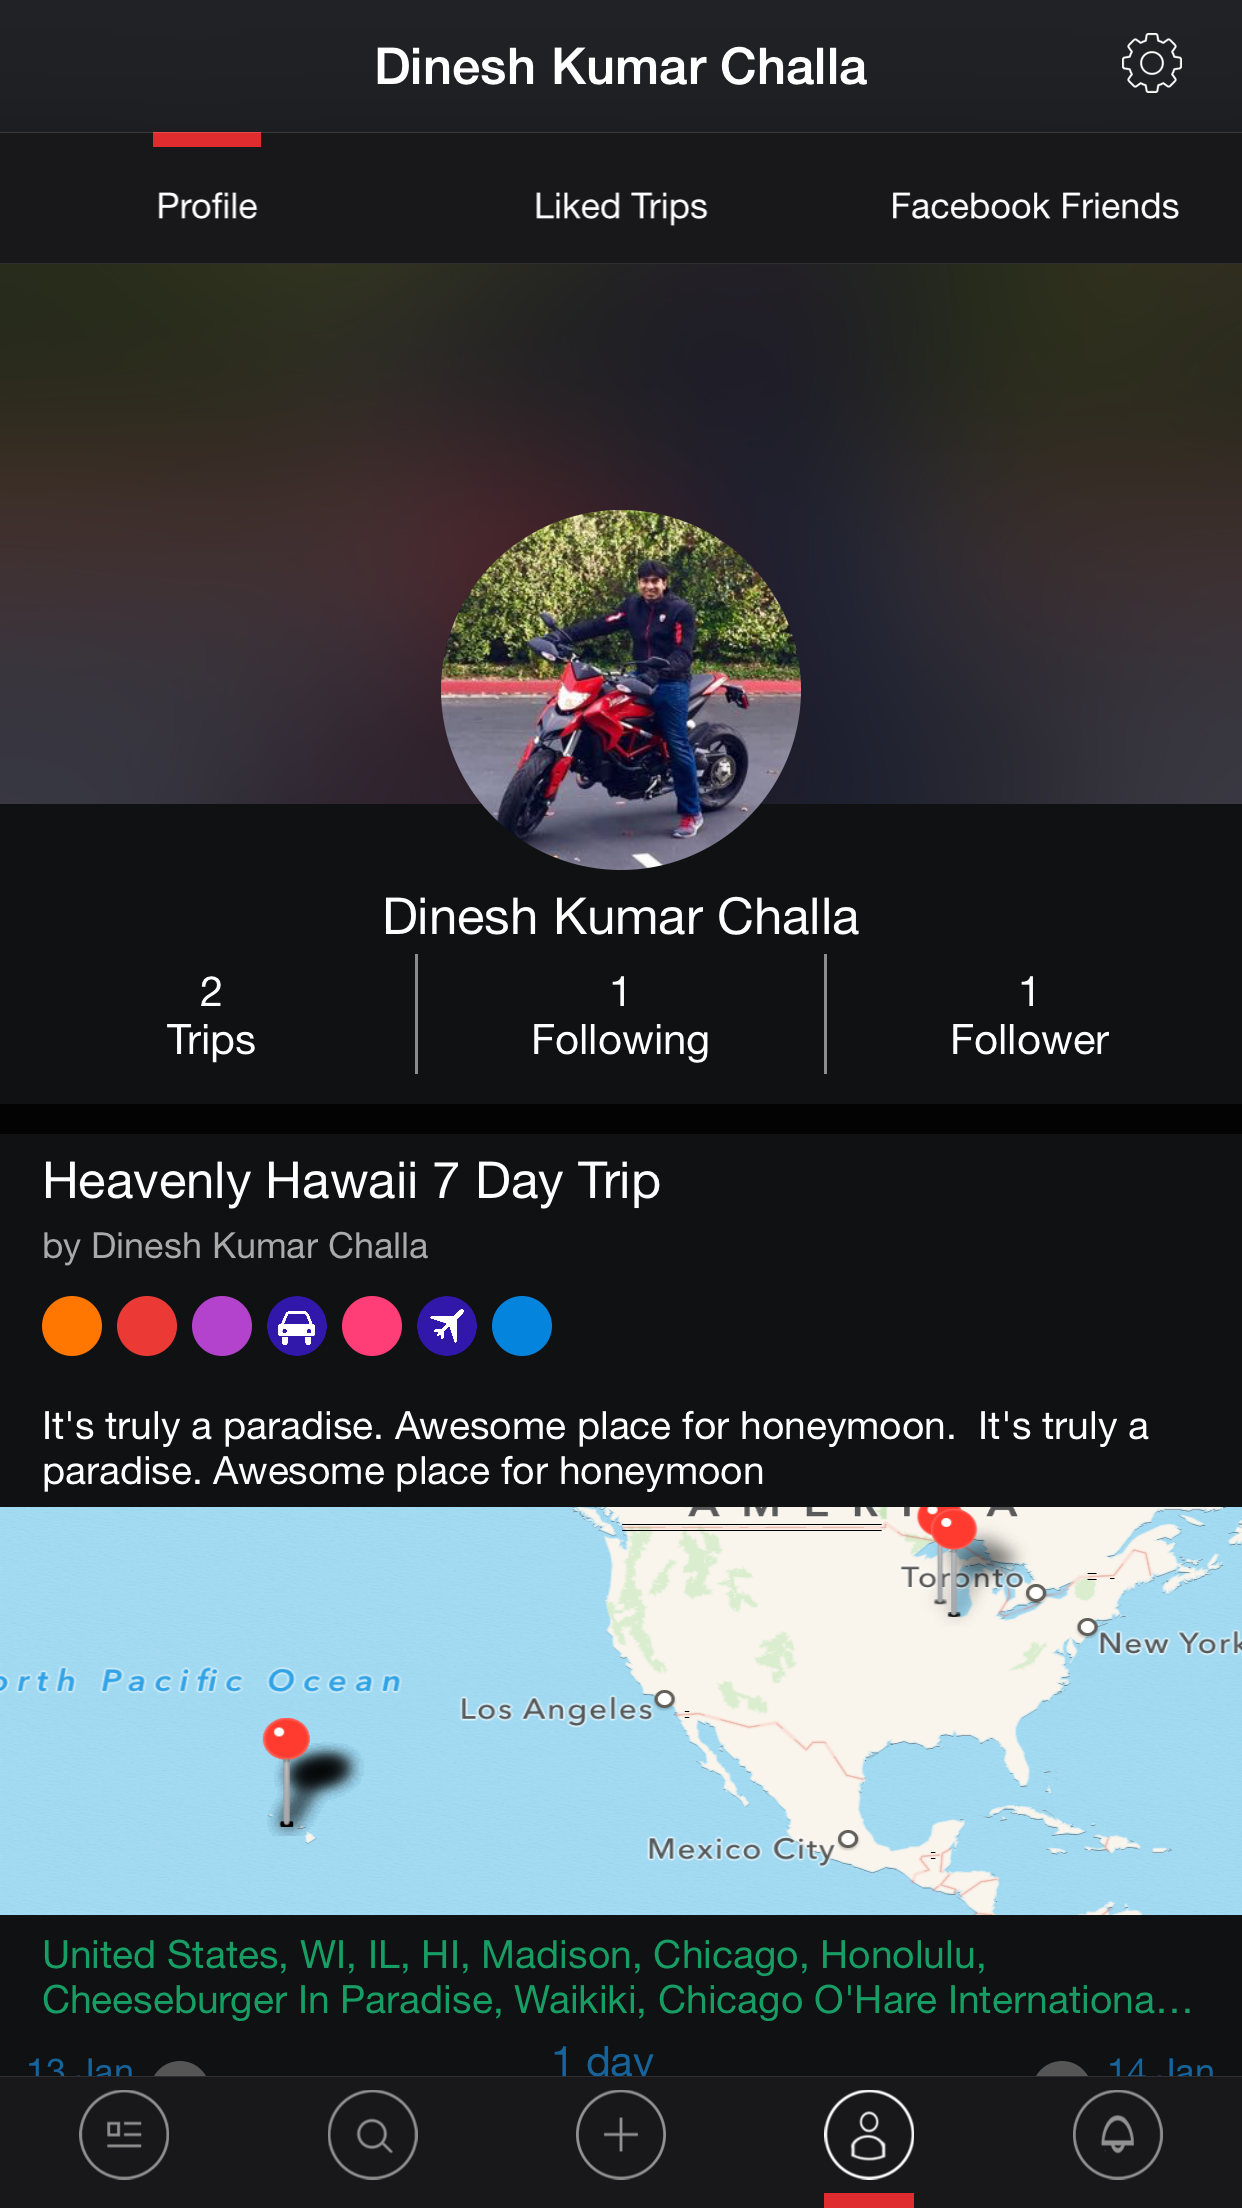 Dinesh Kumar Challa
Profile
Liked Trips
Facebook Friends
Dinesh Kumar Challa
2
Trips
1
Following
1
Follower
Heavenly Hawaii 7 Day Trip
by Dinesh Kumar Challa
It's truly a paradise. Awesome place for honeymoon.  It's truly a
paradise. Awesome place for honeymoon
AMERICA
Toronto
New York
orth Pacific Ocean
Los Angeles
Mexico City
United States, WI, IL, HI, Madison, Chicago, Honolulu,
Cheeseburger In Paradise, Waikiki, Chicago O'Hare Internationa...
13 Jan
1 day
14 Jan